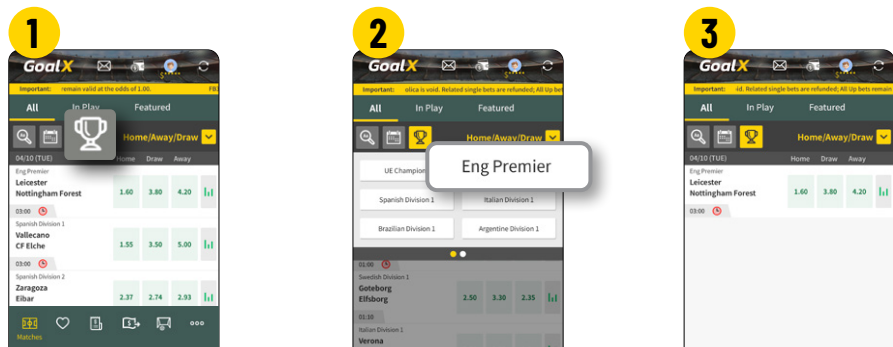 1
GoalX
$*****
Important: remain valid at the odds of 1.00. FB
All In Play Featured
Home/Away/Draw
04/10 (TUE) Home Draw Away
Eng Premier
Leicester
Nottingham Forest 1.60 3.80 4.20
03:00
Spanish Division 1
Vallecano
CF Elche 1.55 3.50 5.00
03:00
Spanish Division 2
Zaragoza
Eibar 2.37 2.74 2.93
Matches
2
GoalX
$*****
Important: olica is void. Related single bets are refunded; All Up bet
All In Play Featured
Home/Away/Draw
UE Champion
Eng Premier
Spanish Division 1 Italian Division 1
Brazilian Division 1 Argentine Division 1
01:00
Swedish Division 1
Goteborg
Elfsborg 2.50 3.30 2.35
01:10
Italian Division 1
Verona
3
GoalX
$*****
Important: id. Related single bets are refunded; All Up bets remain
All In Play Featured
Home/Away/Draw
04/10 (TUE) Home Draw Away
Eng Premier
Leicester
Nottingham Forest 1.60 3.80 4.20
03:00